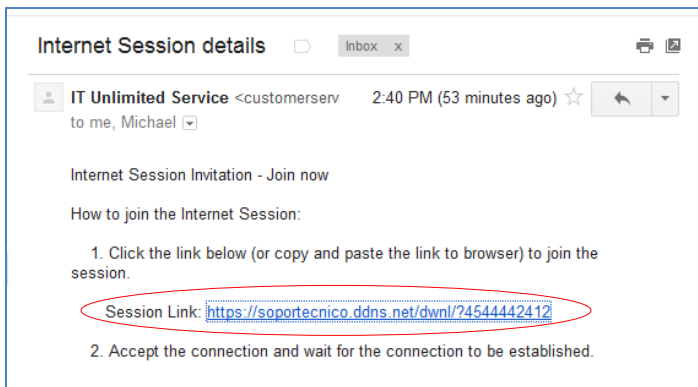 Internet Session details Inbox x
IT Unlimited Service <customerserv 2:40 PM (53 minutes ago)
to me, Michael
Internet Session Invitation - Join now
How to join the Internet Session:
1. Click the link below (or copy and paste the link to browser) to join the
session.
Session Link: https://soportecnico.ddns.net/dwnl/?4544442412
2. Accept the connection and wait for the connection to be established.